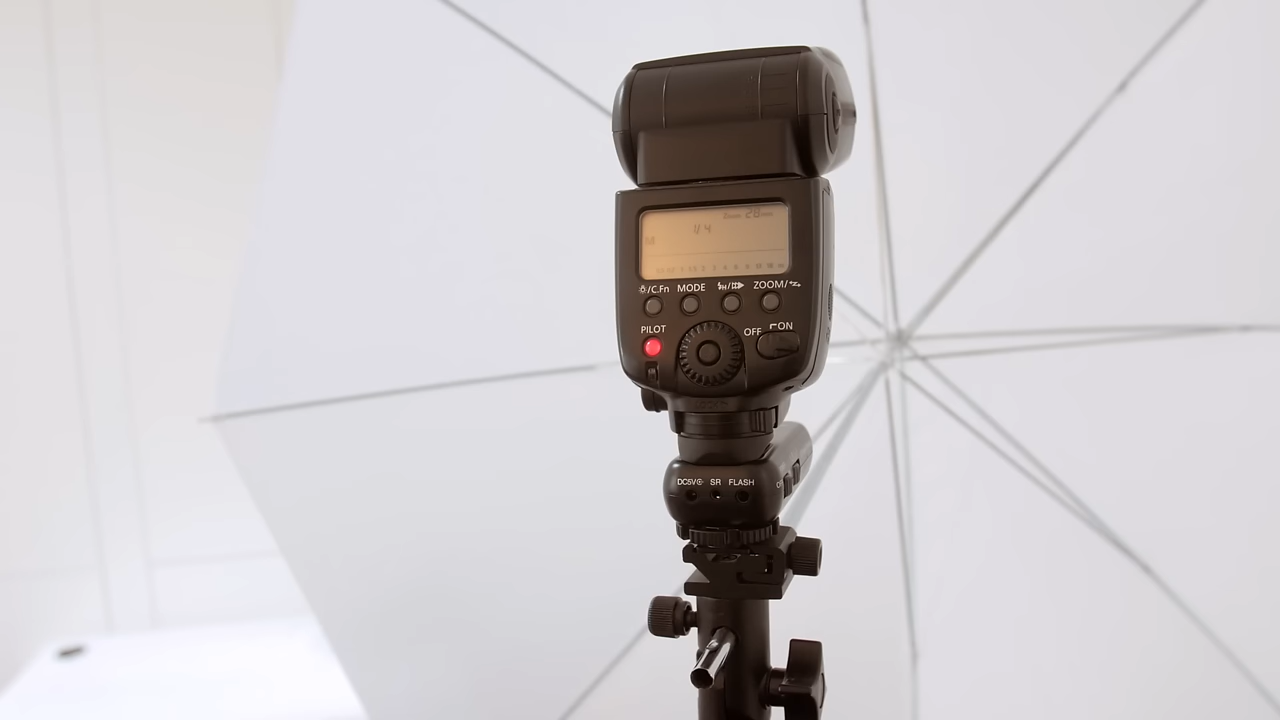 Zoom 28mm
M 1/4
/C.Fn MODE /H/ ZOOM/
PILOT OFF ON
DC5V SR FLASH